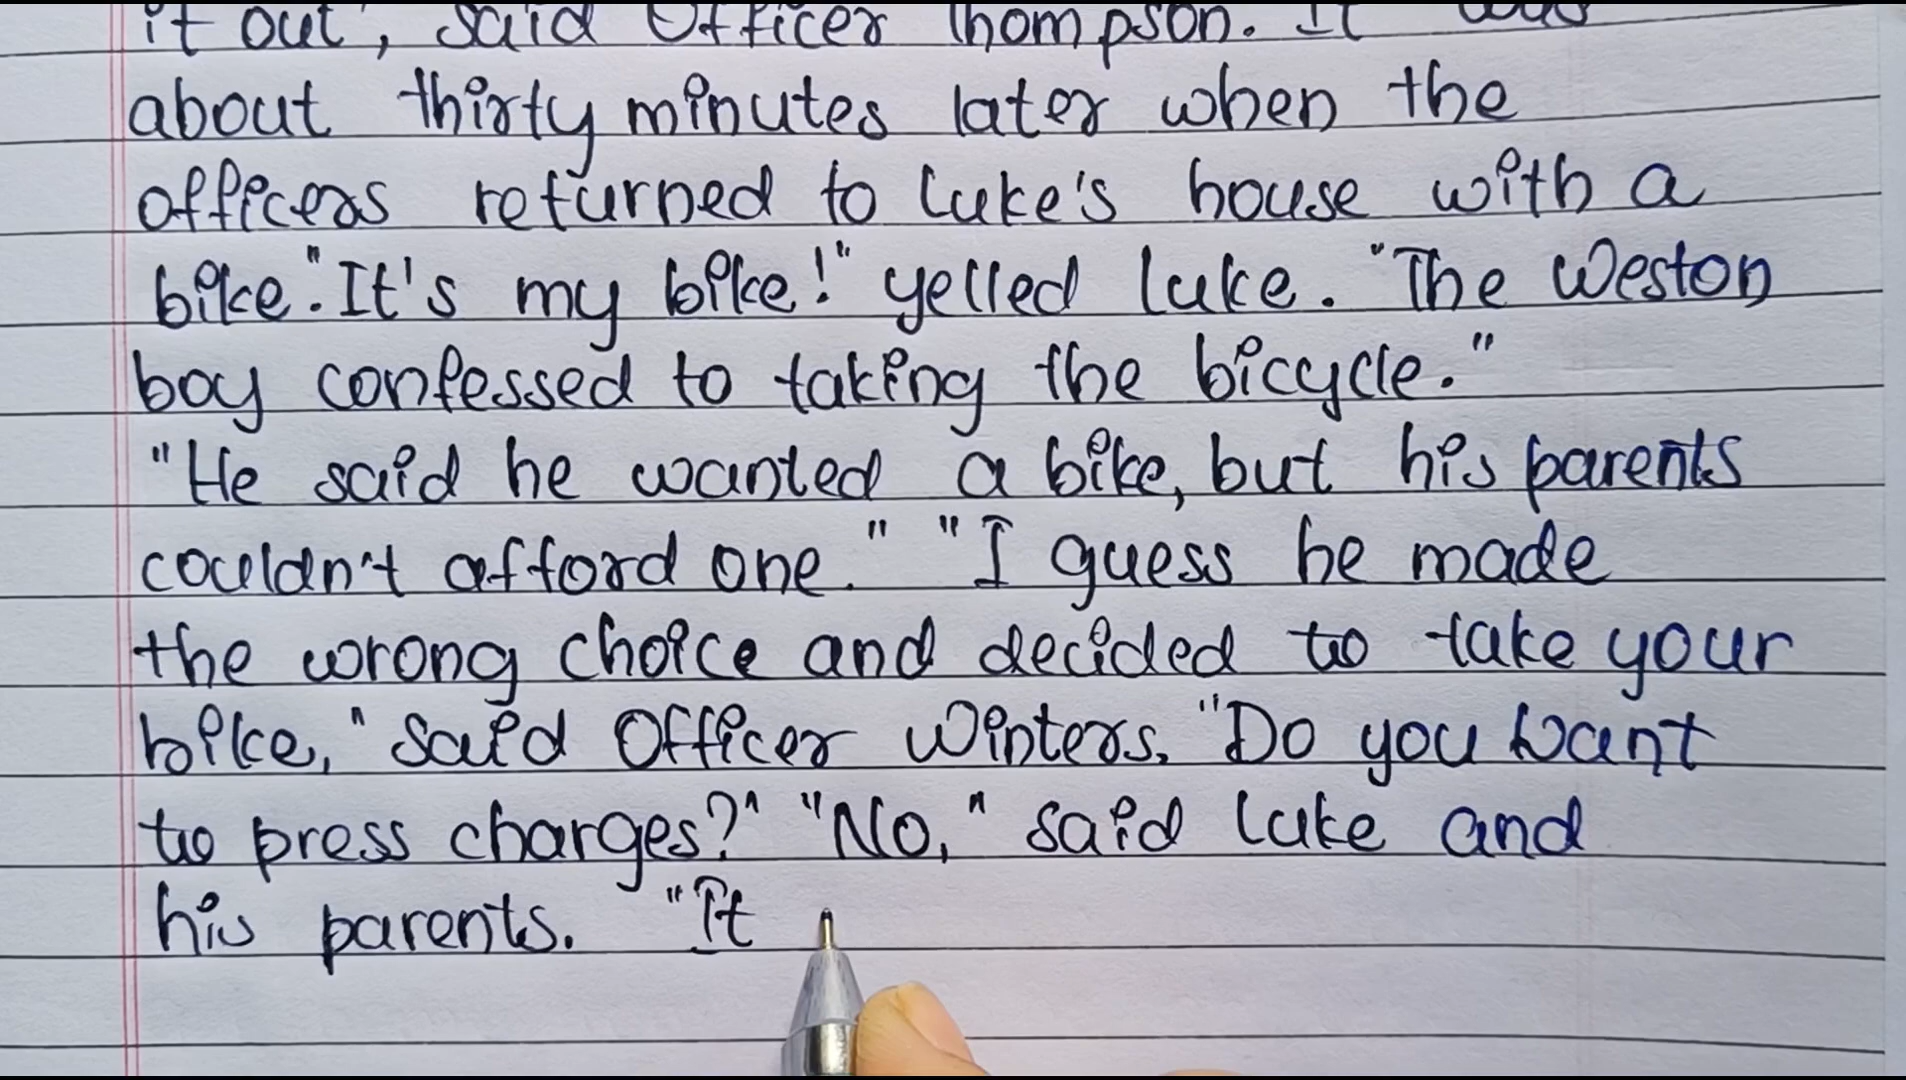 it out", said Officer Thompson. It was
about thirty minutes later when the
officers returned to Luke's house with a
bike. "It's my bike!" yelled Luke. "The Weston
boy confessed to taking the bicycle."
"He said he wanted a bike, but his parents
couldn't afford one." "I guess he made
the wrong choice and decided to take your
bike," said Officer Winters. "Do you want
to press charges?" "No," said Luke and
his parents. "It